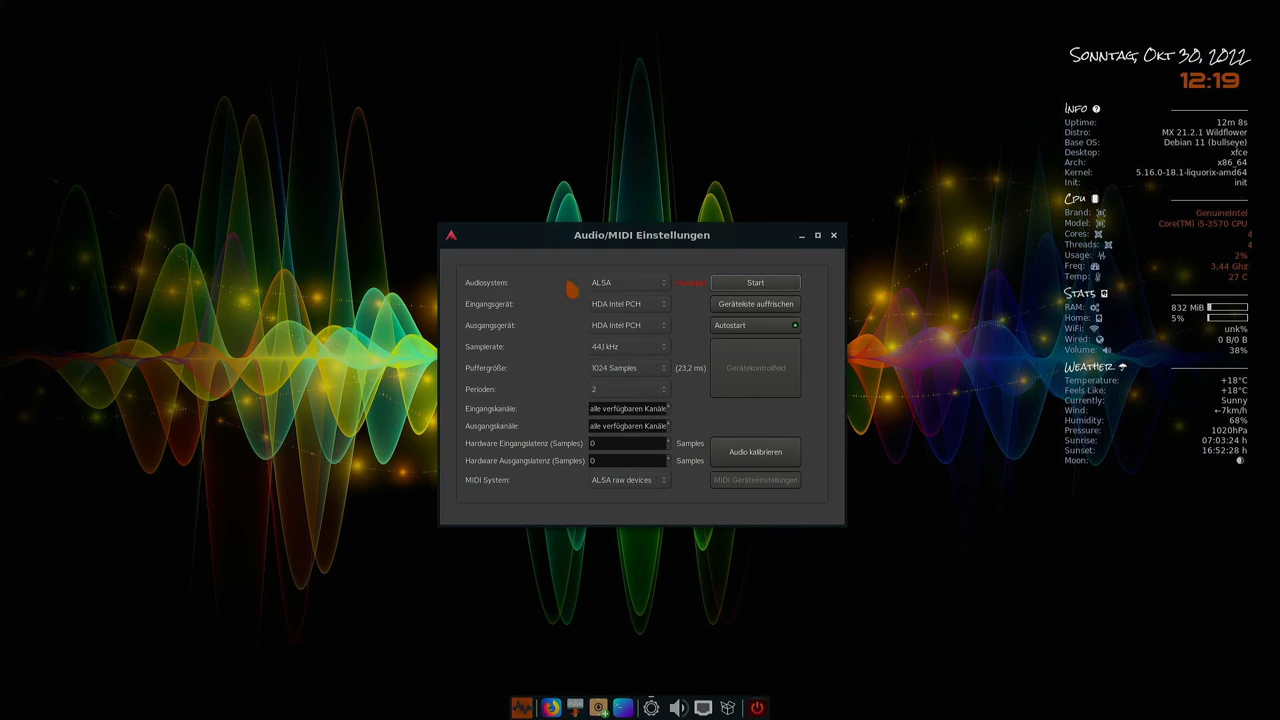 Sonntag, Okt 30, 2022
12:19
Info
Uptime: 12m 8s
Distro: MX 21.2.1 Wildflower
Base OS: Debian 11 (bullseye)
Desktop: xfce
Arch: x86_64
Kernel: 5.16.0-18.1-liquorix-amd64
Init: init
Cpu
Brand: GenuineIntel
Model: Core(TM) i5-3570 CPU
Cores: 4
Threads: 4
Usage: 2%
Freq: 3,44 Ghz
Temp: 27 C
Stats
RAM: 832 MiB
Home: 5%
WiFi: unk%
Wired: 0 B/0 B
Volume: 38%
Weather
Temperature: +18°C
Feels Like: +18°C
Currently: Sunny
Wind: ←7km/h
Humidity: 68%
Pressure: 1020hPa
Sunrise: 07:03:24 h
Sunset: 16:52:28 h
Moon:
Audio/MIDI Einstellungen
Audiosystem: ALSA Start
Eingangsgerät: HDA Intel PCH Geräteliste auffrischen
Ausgangsgerät: HDA Intel PCH Autostart
Samplerate: 44,1 kHz
Puffergröße: 1024 Samples (23,2 ms) Gerätekontrollfeld
Perioden: 2
Eingangskanäle: alle verfügbaren Kanäle
Ausgangskanäle: alle verfügbaren Kanäle
Hardware Eingangslatenz (Samples) 0 Samples
Audio kalibrieren
Hardware Ausgangslatenz (Samples) 0 Samples
MIDI System: ALSA raw devices MIDI Geräteeinstellungen